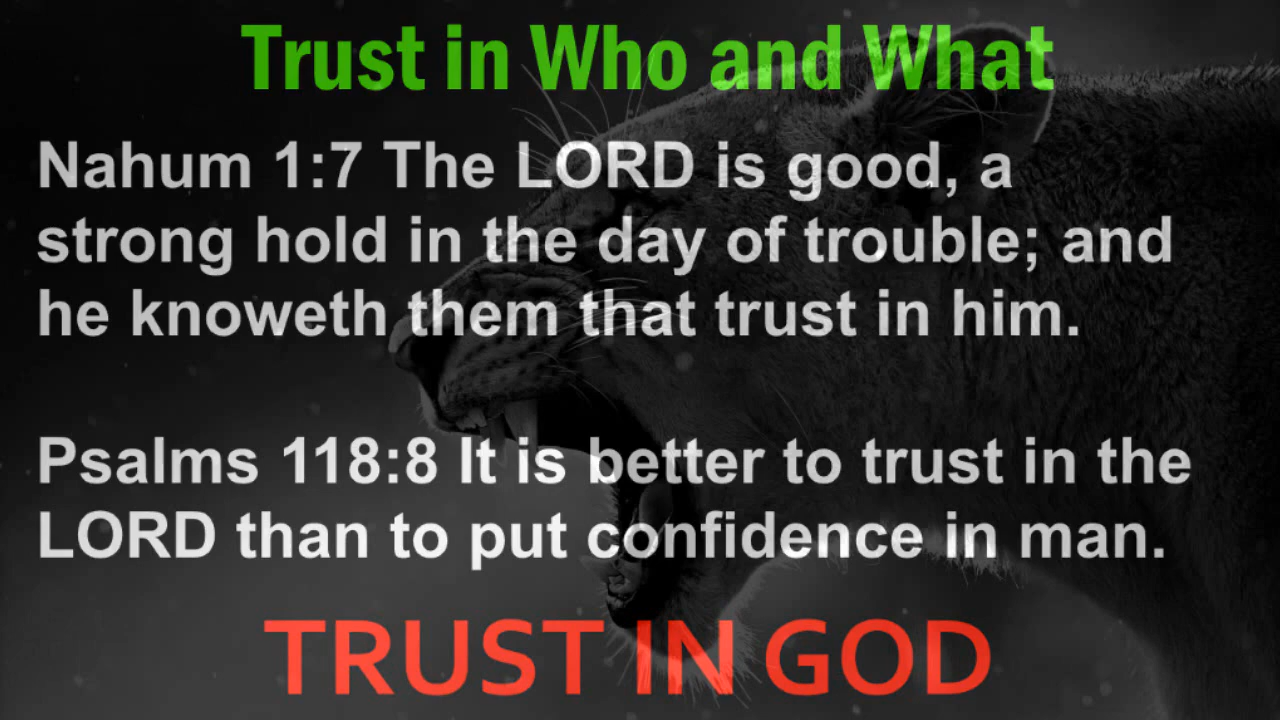 Trust in Who and What
Nahum 1:7 The LORD is good, a
strong hold in the day of trouble; and
he knoweth them that trust in him.
Psalms 118:8 It is better to trust in the
LORD than to put confidence in man.
TRUST IN GOD